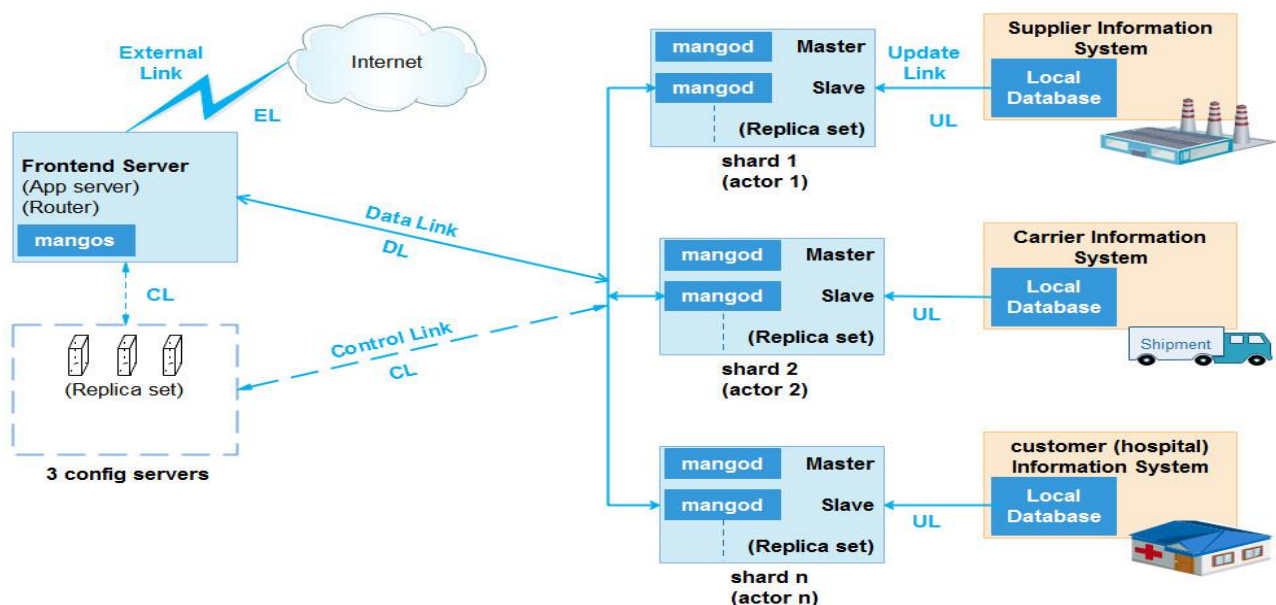 External
Link
Internet
EL
Frontend Server
(App server)
(Router)
mangos
CL
(Replica set)
3 config servers
Data Link
DL
Control Link
CL
mangod Master
mangod Slave
(Replica set)
shard 1
(actor 1)
Update
Link
UL
Supplier Information
System
Local
Database
mangod Master
mangod Slave
(Replica set)
shard 2
(actor 2)
UL
Carrier Information
System
Local
Database
Shipment
mangod Master
mangod Slave
(Replica set)
shard n
(actor n)
UL
customer (hospital)
Information System
Local
Database